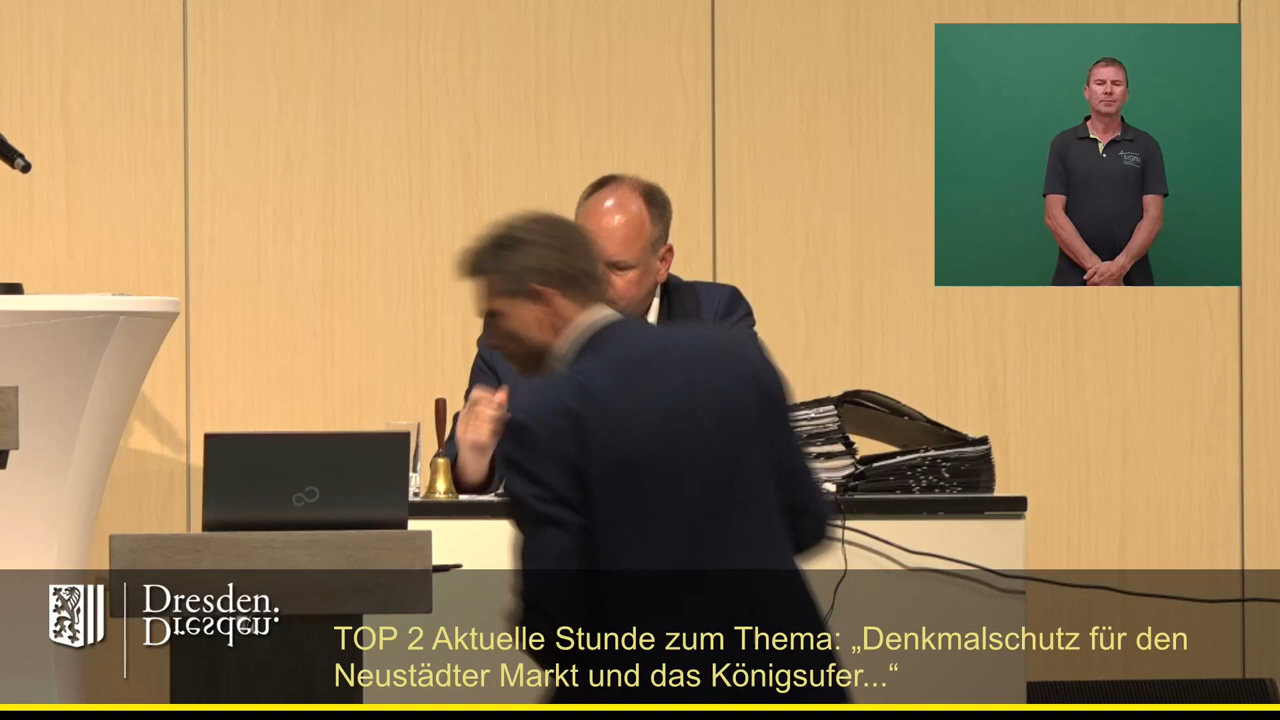 Dresden.
Dresden.
TOP 2 Aktuelle Stunde zum Thema: „Denkmalschutz für den
Neustädter Markt und das Königsufer...“